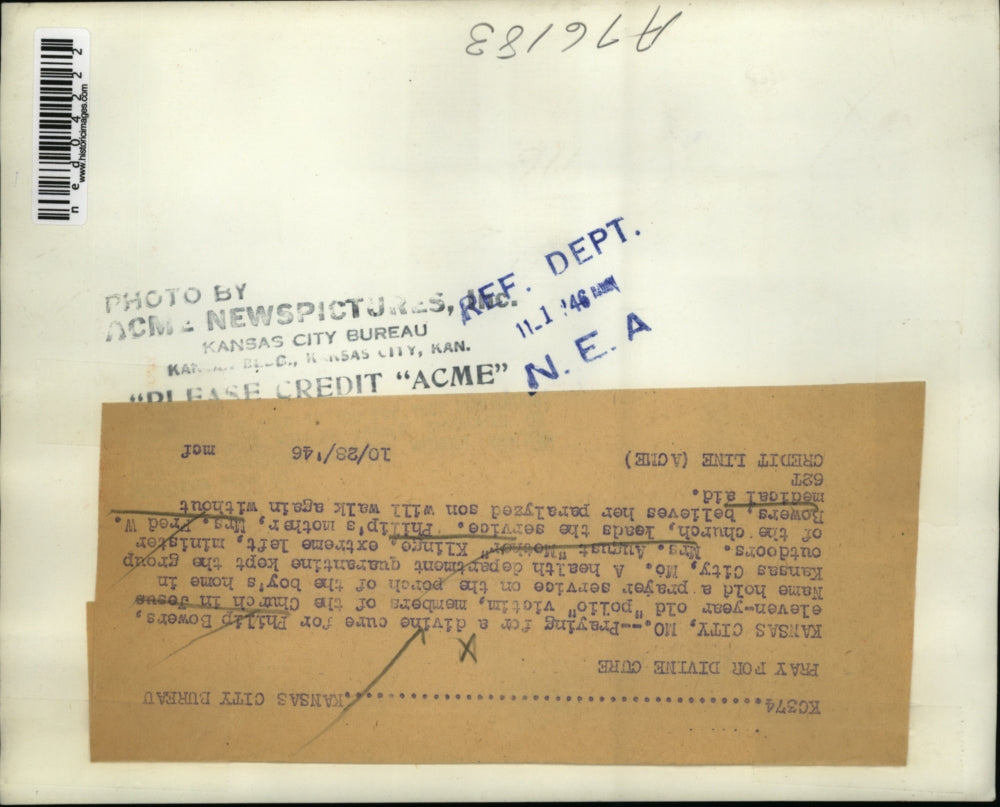 A76183
www.historicimages.com
ned04222
PHOTO BY
ACME NEWSPICTURES, Inc.
KANSAS CITY BUREAU
KANSAS CITY, KAN.
"PLEASE CREDIT "ACME"
REF. DEPT.
11-1 '46
N. E. A
KC374........................................KANSAS CITY BUREAU
PRAY FOR DIVINE CURE
KANSAS CITY, MO.--Praying for a divine cure for Philip Bowers,
eleven-year old "polio" victim, members of the Church in Jesus
Name hold a prayer service on the porch of the boy's home in
Kansas City, Mo. A health department quarantine kept the group
outdoors. Mrs. August "Mother" Klinge, extreme left, minister
of the church, leads the service. Philip's mother, Mrs. Fred W.
Bowers, believes her paralyzed son will walk again without
medical aid.
62T
CREDIT LINE (ACME) 10/28/'46 mcf